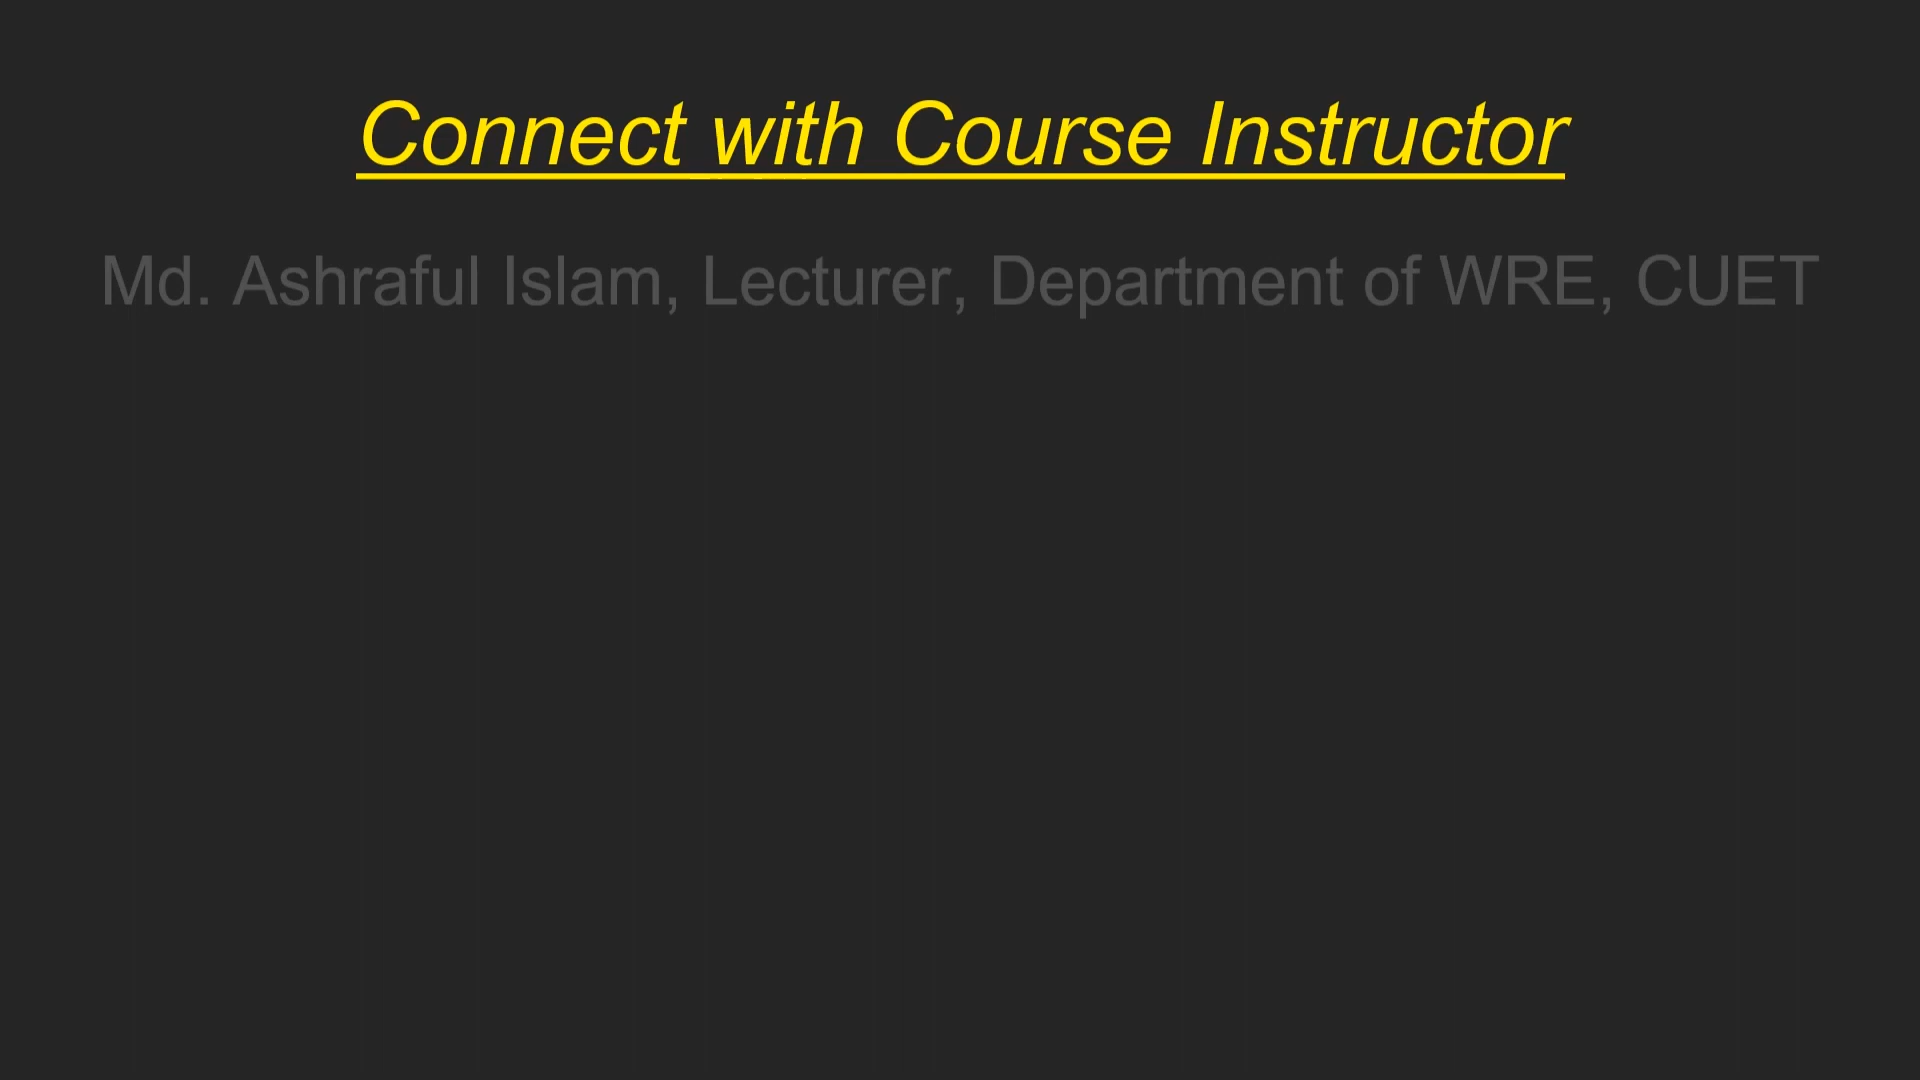 Connect with Course Instructor
Md. Ashraful Islam, Lecturer, Department of WRE, CUET